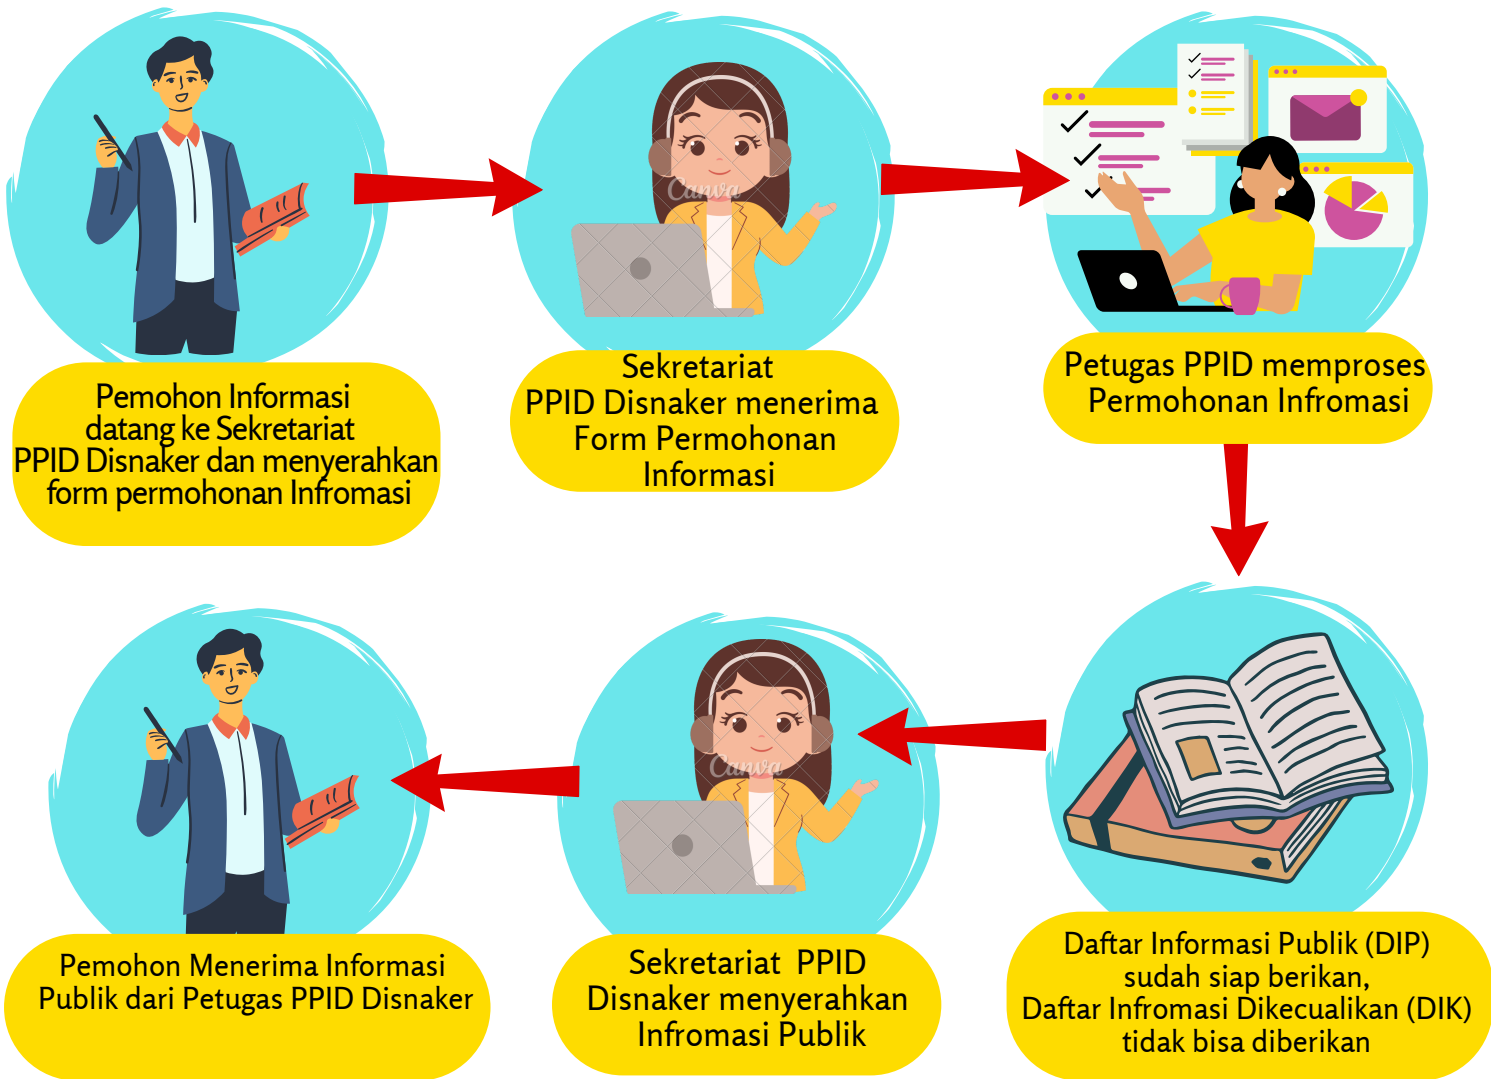 Canva
Pemohon Informasi
datang ke Sekretariat
PPID Disnaker dan menyerahkan
form permohonan Infromasi
Sekretariat
PPID Disnaker menerima
Form Permohonan
Informasi
Petugas PPID memproses
Permohonan Infromasi
Canva
Pemohon Menerima Informasi
Publik dari Petugas PPID Disnaker
Sekretariat PPID
Disnaker menyerahkan
Infromasi Publik
Daftar Informasi Publik (DIP)
sudah siap berikan,
Daftar Infromasi Dikecualikan (DIK)
tidak bisa diberikan